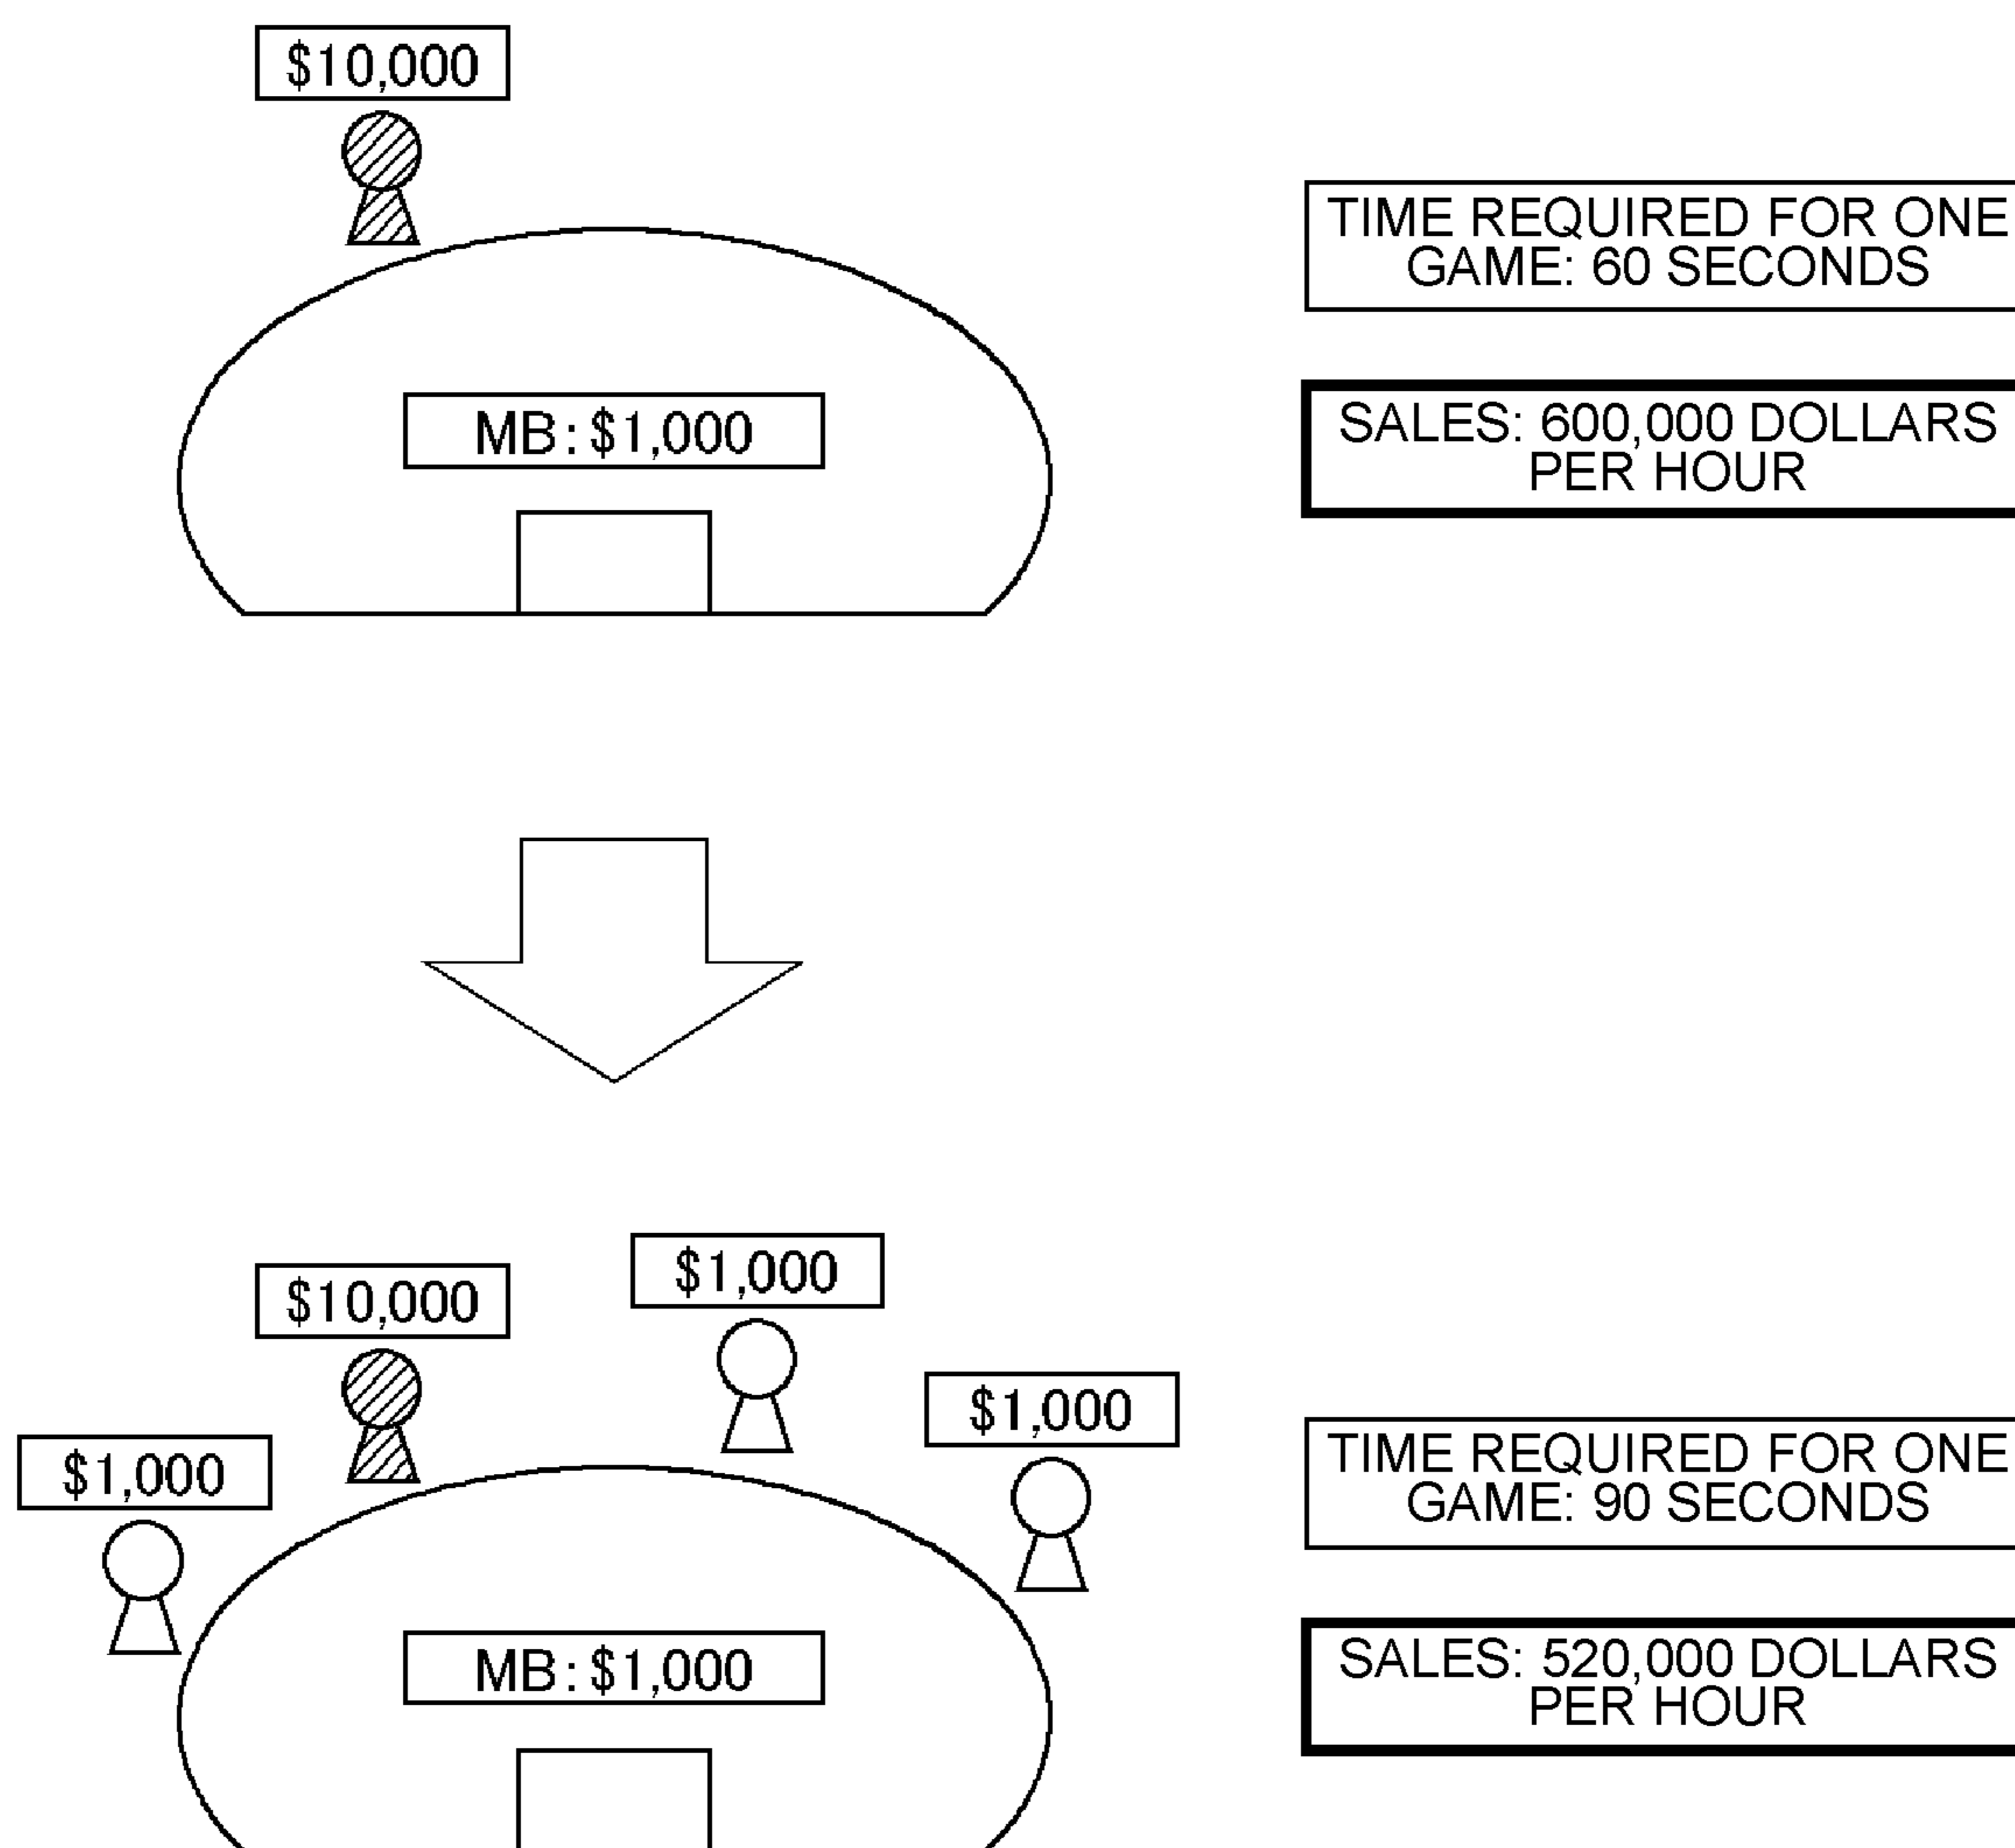 $10,000
TIME REQUIRED FOR ONE
GAME: 60 SECONDS
MB:$1,000
SALES: 600,000 DOLLARS
PER HOUR
$1,000
$10,000
$1,000
$1,000
TIME REQUIRED FOR ONE
GAME: 90 SECONDS
MB:$1,000
SALES: 520,000 DOLLARS
PER HOUR